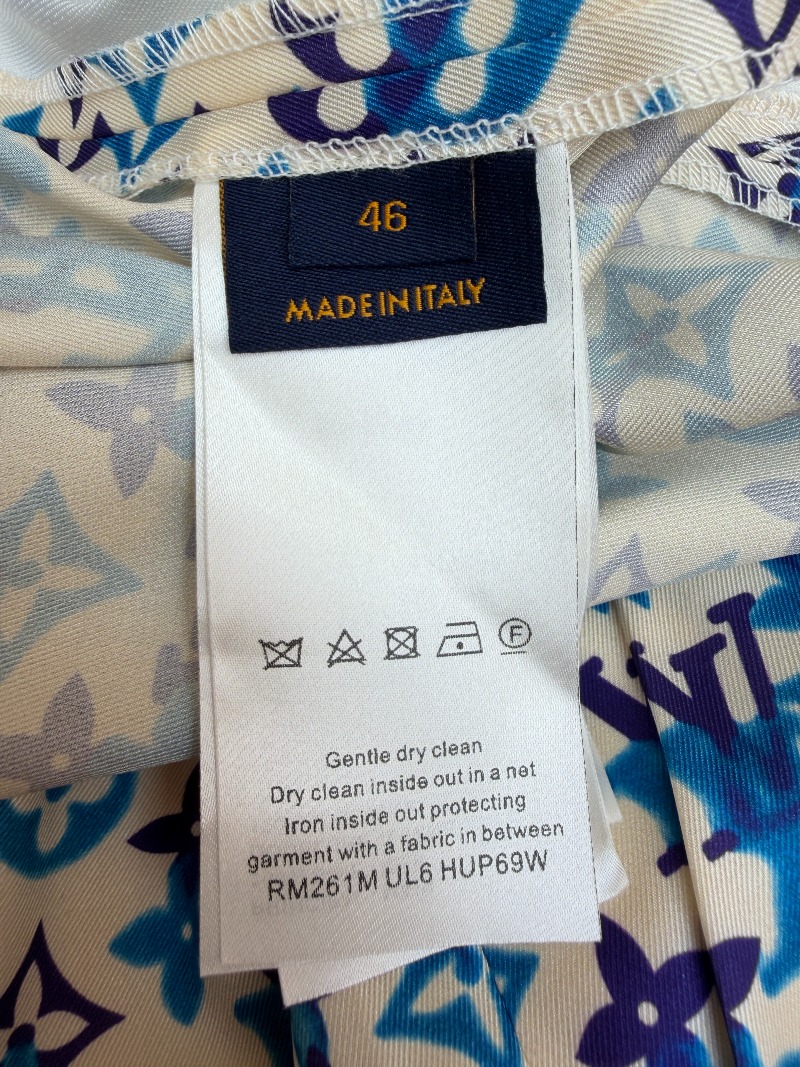 46
MADE IN ITALY
F
Gentle dry clean
Dry clean inside out in a net
Iron inside out protecting
garment with a fabric in between
RM261M UL6 HUP69W